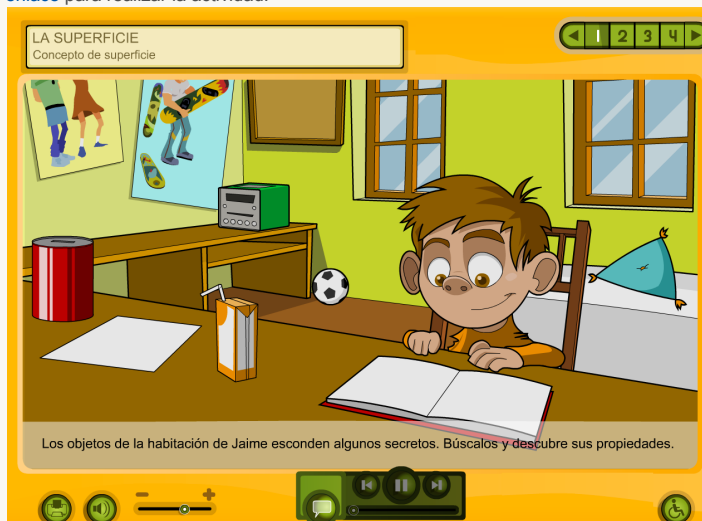 enlace para realizar la actividad.
LA SUPERFICIE
Concepto de superficie
1 2 3 4
Los objetos de la habitación de Jaime esconden algunos secretos. Búscalos y descubre sus propiedades.